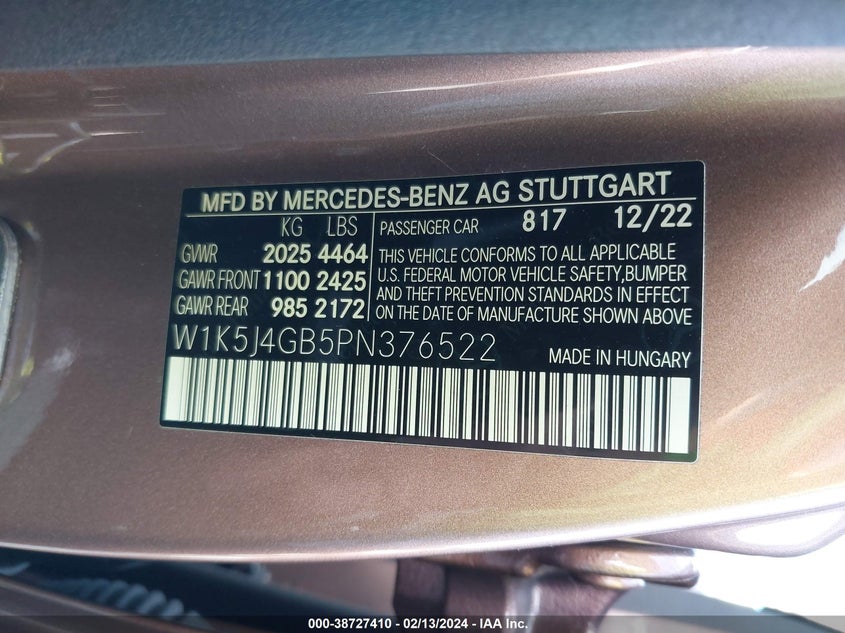 MFD BY MERCEDES-BENZ AG STUTTGART
KG LBS
GVWR 2025 4464
GAWR FRONT 1100 2425
GAWR REAR 985 2172
PASSENGER CAR 817 12/22
THIS VEHICLE CONFORMS TO ALL APPLICABLE
U.S. FEDERAL MOTOR VEHICLE SAFETY, BUMPER
AND THEFT PREVENTION STANDARDS IN EFFECT
ON THE DATE OF MANUFACTURE SHOWN ABOVE
W1K5J4GB5PN376522
MADE IN HUNGARY
000-38727410 - 02/13/2024 - IAA Inc.